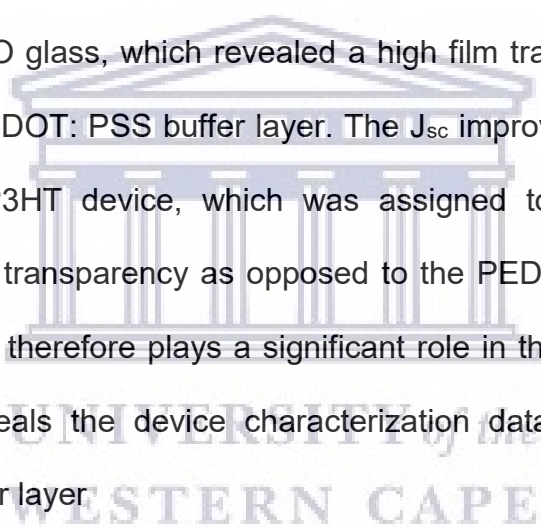 O glass, which revealed a high film tra
DOT: PSS buffer layer. The Jsc improv
3HT device, which was assigned to
transparency as opposed to the PED
therefore plays a significant role in th
eals the device characterization data
r layer
UNIVERSITY of the
WESTERN CAPE